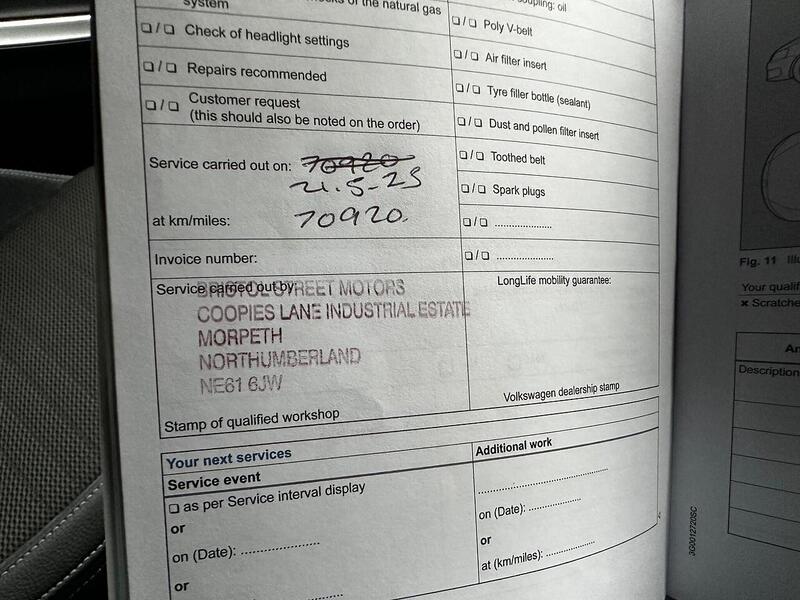 system
of the natural gas
❑ / ❑ Check of headlight settings
❑ / ❑ Repairs recommended
❑ / ❑ Customer request
(this should also be noted on the order)
Service carried out on: 70920
21.5-25
at km/miles: 70920.
Invoice number:
Service carried out by:
BRISTOL STREET MOTORS
COOPIES LANE INDUSTRIAL ESTATE
MORPETH
NORTHUMBERLAND
NE61 6JW
Stamp of qualified workshop
coupling: oil
❑ / ❑ Poly V-belt
❑ / ❑ Air filter insert
❑ / ❑ Tyre filler bottle (sealant)
❑ / ❑ Dust and pollen filter insert
❑ / ❑ Toothed belt
❑ / ❑ Spark plugs
❑ / ❑ .....................
❑ / ❑ .....................
LongLife mobility guarantee:
Volkswagen dealership stamp
Your next services
Service event
❑ as per Service interval display
or
on (Date): .....................
or
Additional work
..................................
on (Date): ..............
or
at (km/miles): .............
3G0012720SC
Fig. 11
Your qualif
✖ Scratche
An
Description